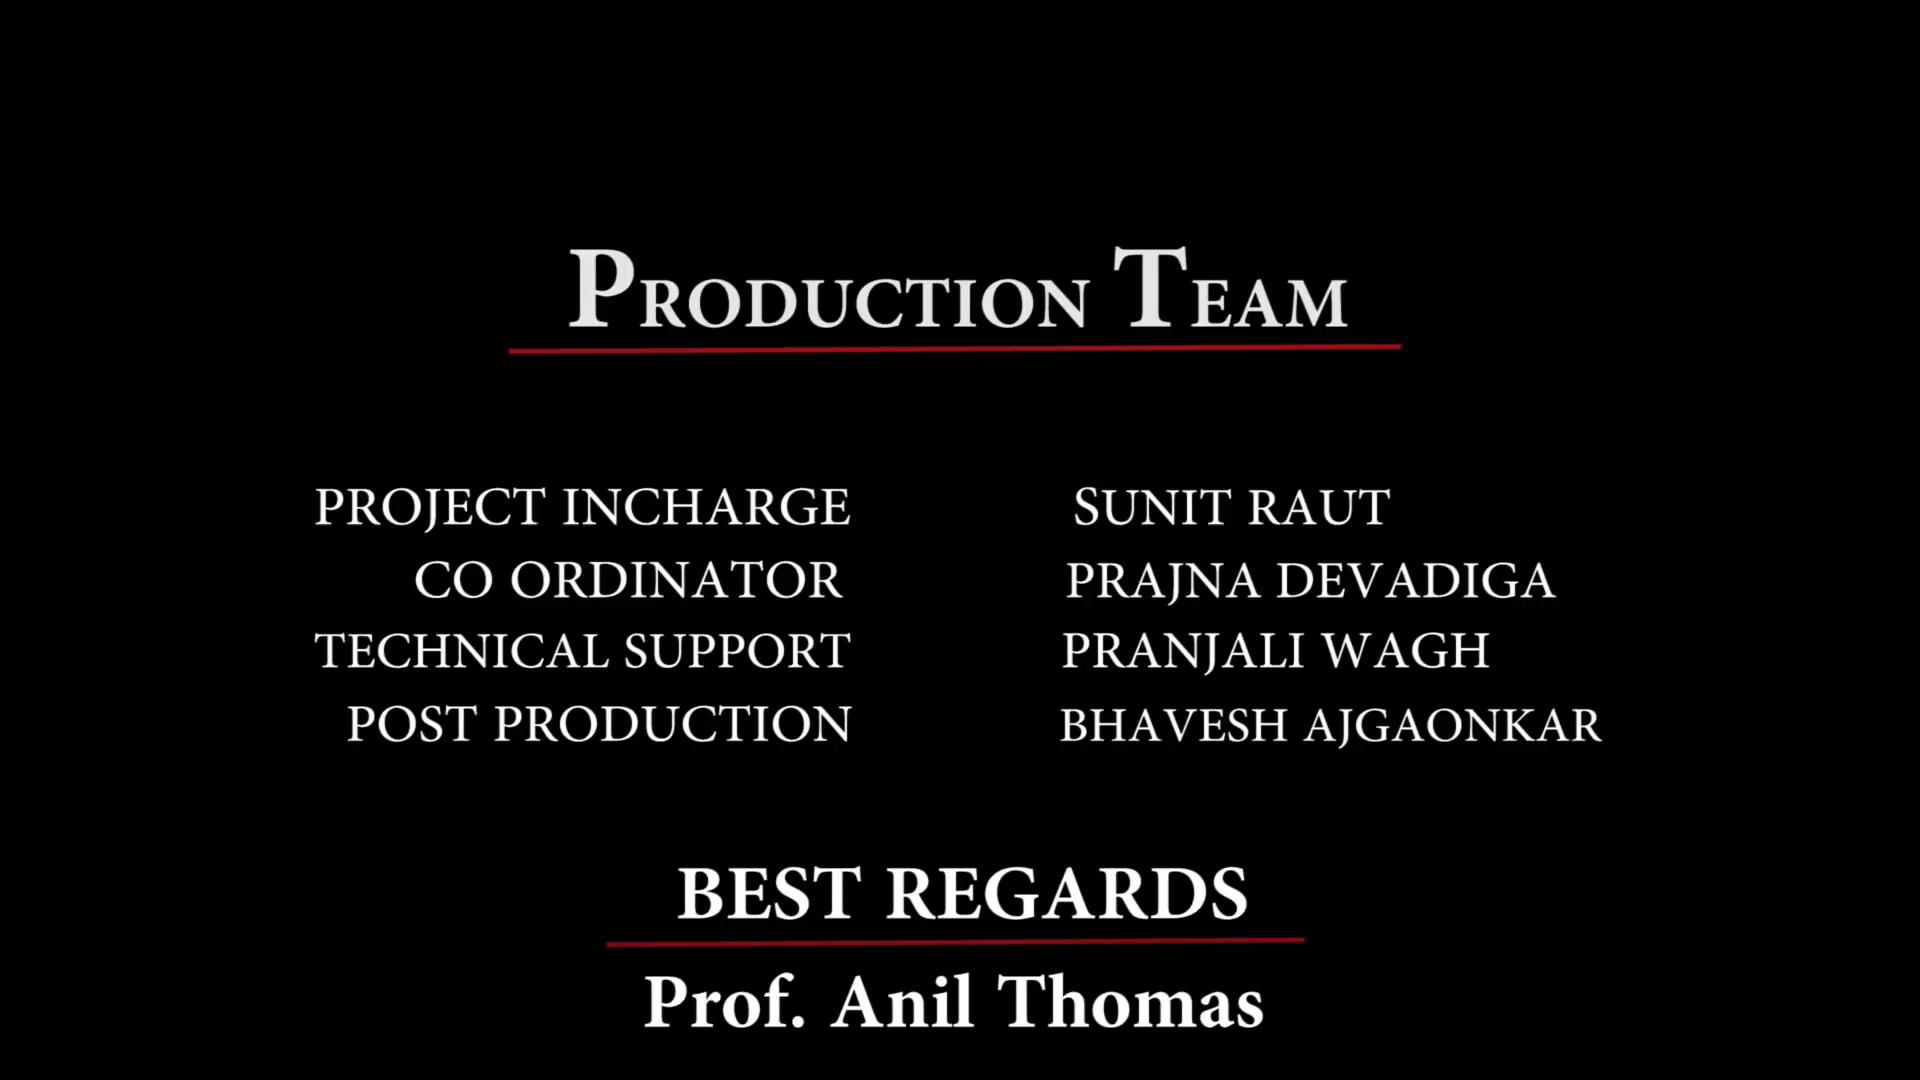 PRODUCTION TEAM
PROJECT INCHARGE SUNIT RAUT
CO ORDINATOR PRAJNA DEVADIGA
TECHNICAL SUPPORT PRANJALI WAGH
POST PRODUCTION BHAVESH AJGAONKAR
BEST REGARDS
Prof. Anil Thomas